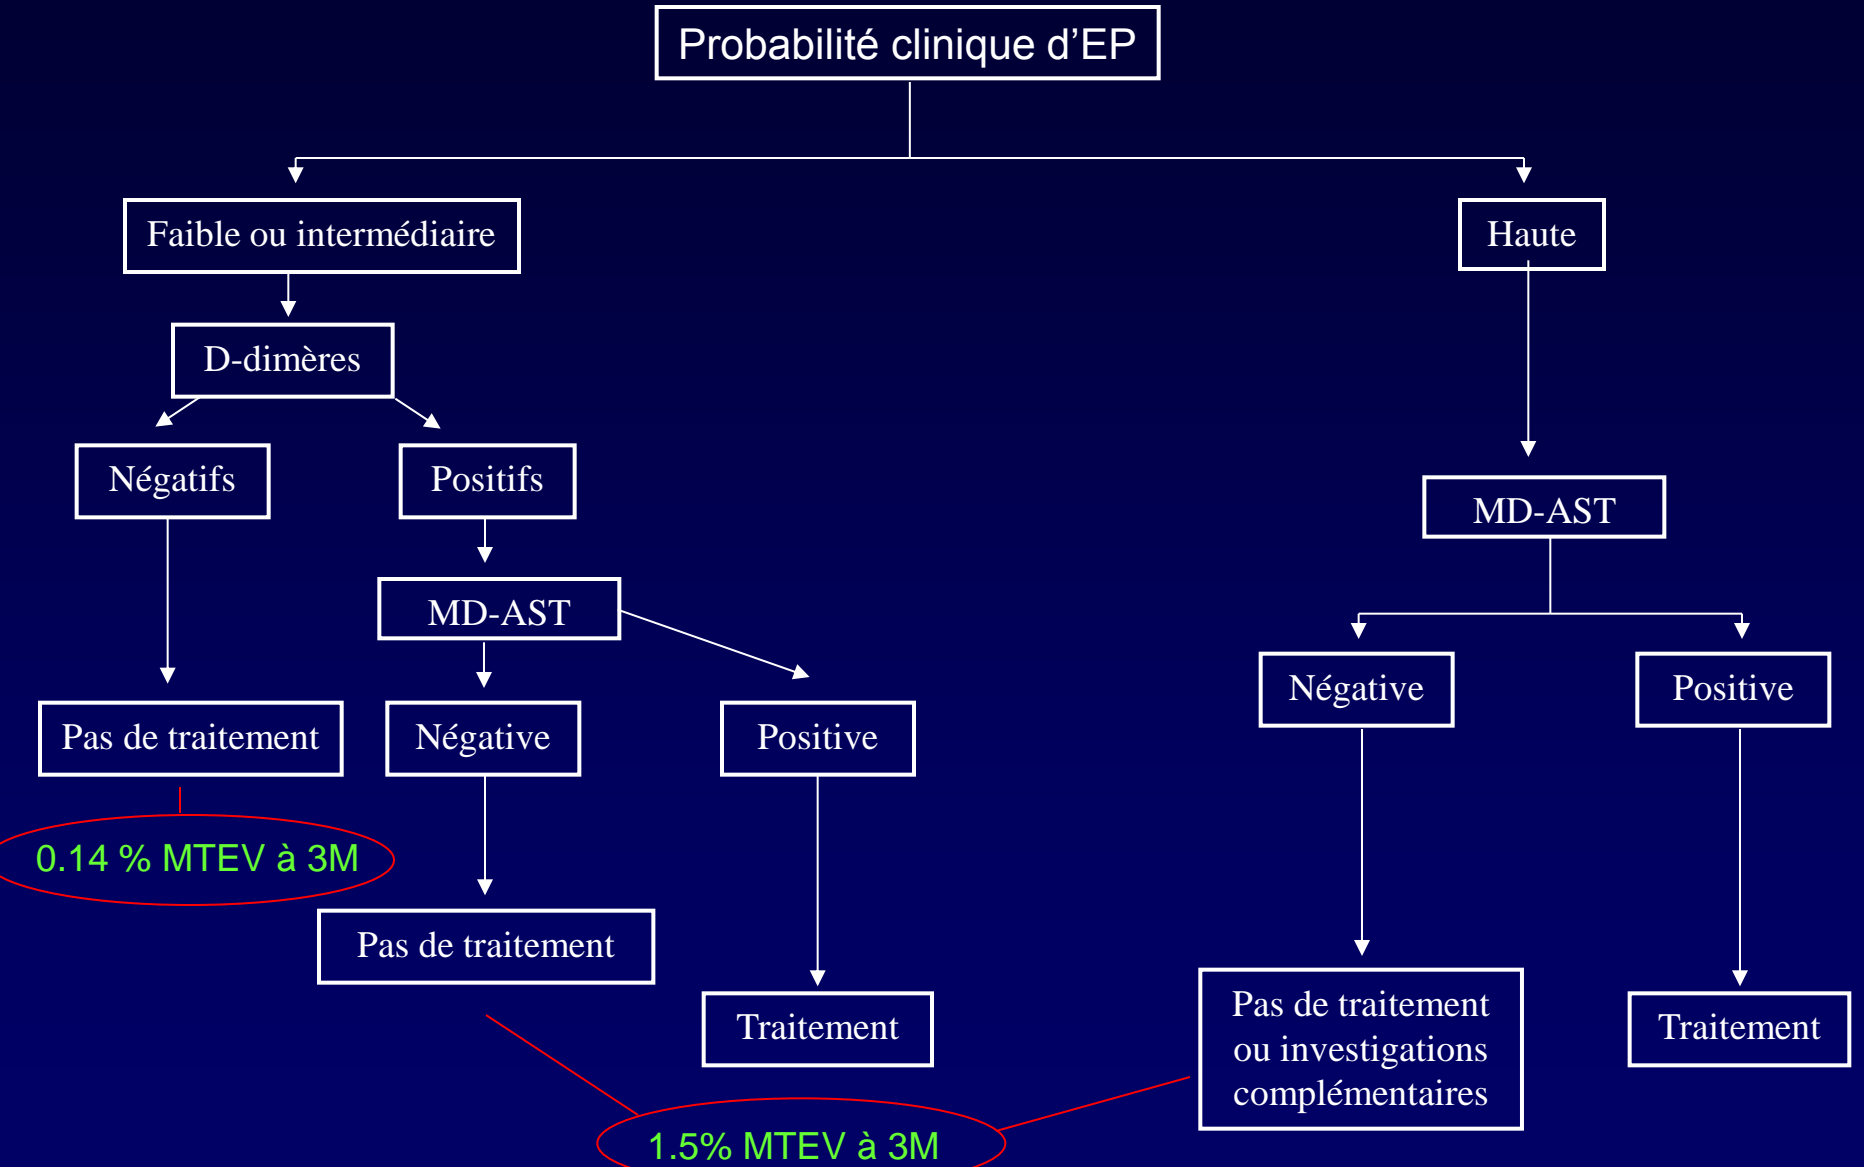 Probabilité clinique d’EP
Faible ou intermédiaire
Haute
D-dimères
Négatifs
Positifs
MD-AST
MD-AST
Négative
Positive
Pas de traitement
Négative
Positive
0.14 % MTEV à 3M
Pas de traitement
Traitement
Pas de traitement
ou investigations
complémentaires
Traitement
1.5% MTEV à 3M